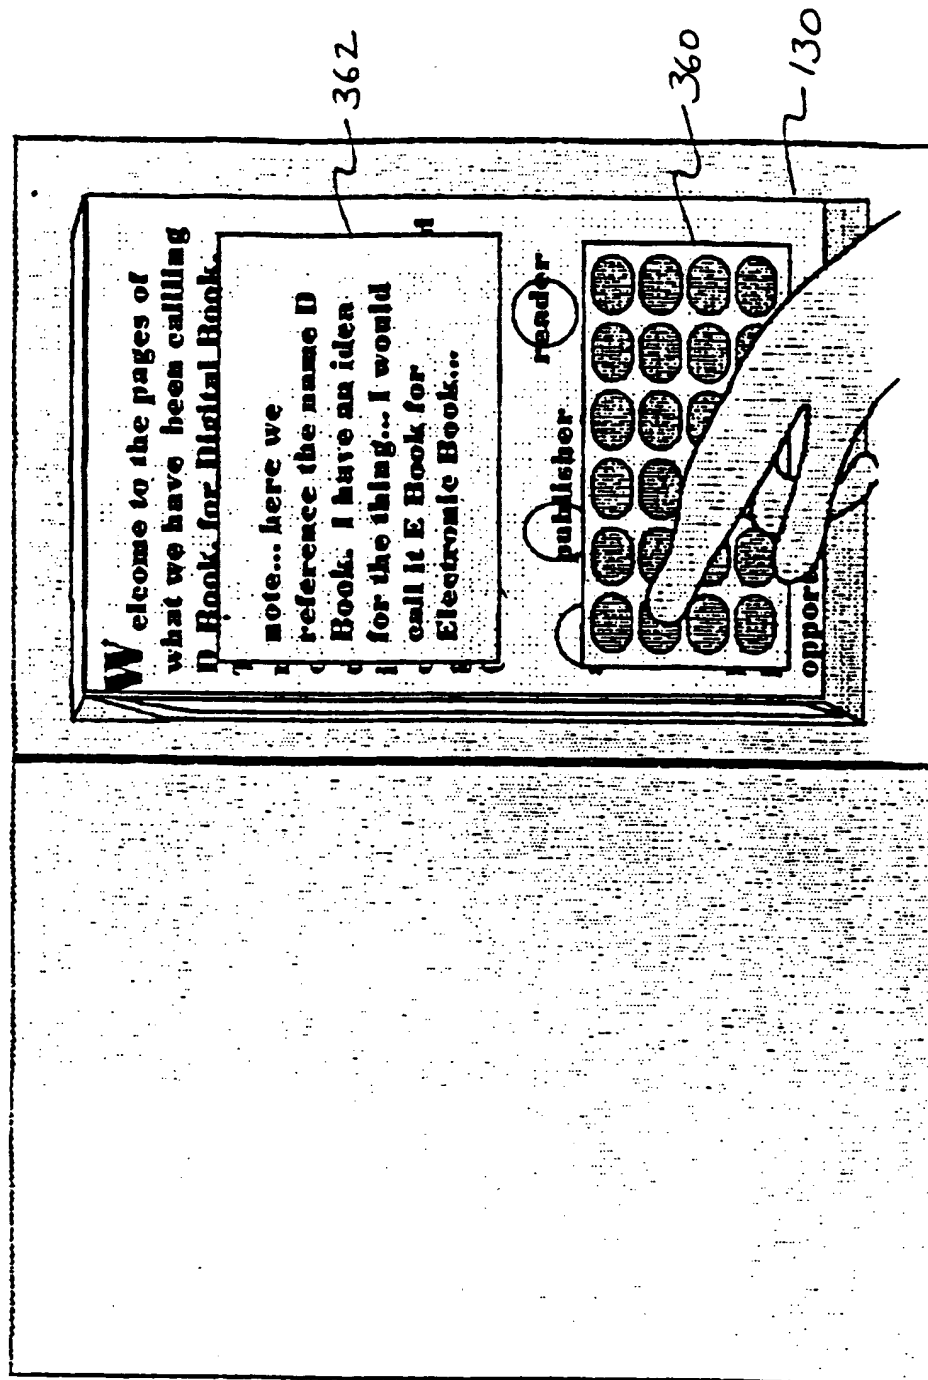 Welcome to the pages of
what we have been callling
D Book, for Digital Book.
note... here we
reference the name D
Book. I have an idea
for the thing... I would
call it E Book for
Electronic Book...
publisher
reader
oppor
362
360
130